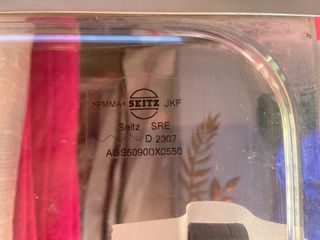 >PMMA< SEITZ JKF
Seitz SRE
D 2307
AGS50900X0550